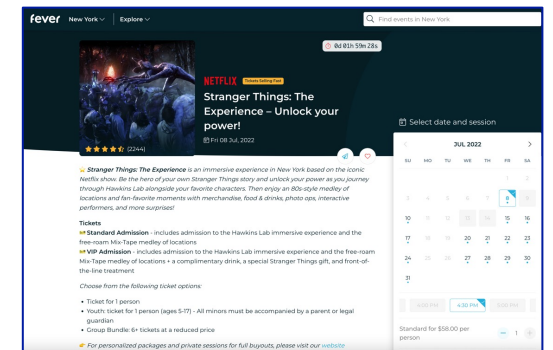 fever New York Explore Find events in New York
0d 01h 59m 28s
NETFLIX Tickets Selling Fast
Stranger Things: The
Experience – Unlock your
power!
Fri 08 Jul, 2022
(2244)
Select date and session
JUL 2022
SU MO TU WE TH FR SA
1 2
3 4 5 6 7 8 9
10 11 12 13 14 15 16
17 18 19 20 21 22 23
24 25 26 27 28 29 30
31
4:00 PM 4:30 PM 5:00 PM
Standard for $58.00 per
person
1
Stranger Things: The Experience is an immersive experience in New York based on the iconic
Netflix show. Be the hero of your own Stranger Things story and unlock your power as you journey
through Hawkins Lab alongside your favorite characters. Then enjoy an 80s-style medley of
locations and fan-favorite moments with merchandise, food & drinks, photo ops, interactive
performers, and more surprises!
Tickets
Standard Admission - includes admission to the Hawkins Lab immersive experience and the
free-roam Mix-Tape medley of locations
VIP Admission - includes admission to the Hawkins Lab immersive experience and the free-roam
Mix-Tape medley of locations + a complimentary drink, a special Stranger Things gift, and front-of-
the-line treatment
Choose from the following ticket options:
• Ticket for 1 person
• Youth: ticket for 1 person (ages 5-17) - All minors must be accompanied by a parent or legal
guardian
• Group Bundle: 6+ tickets at a reduced price
For personalized packages and private sessions for full buyouts, please visit our website